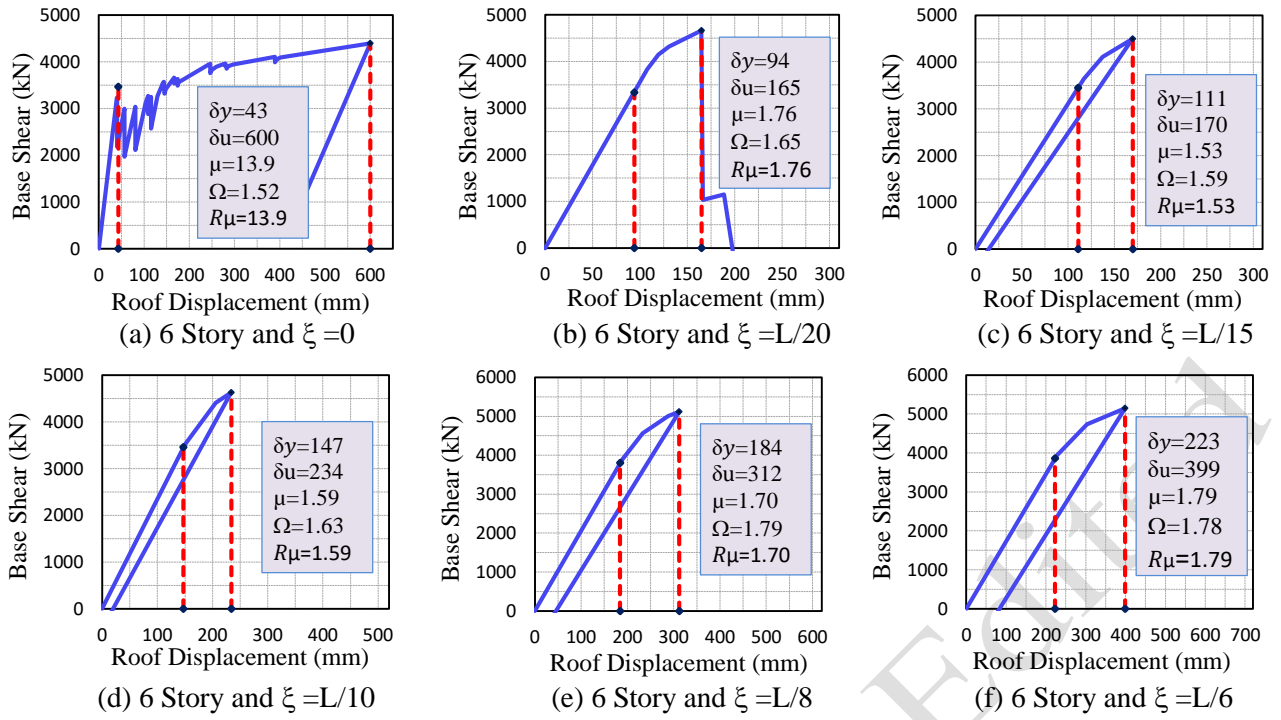 5000
4000
3000
2000
1000
0
Base Shear (kN)
δy=43
δu=600
μ=13.9
Ω=1.52
Rμ=13.9
0 100 200 300 400 500 600
Roof Displacement (mm)
(a) 6 Story and ξ =0
5000
4000
3000
2000
1000
0
Base Shear (kN)
δy=94
δu=165
μ=1.76
Ω=1.65
Rμ=1.76
0 50 100 150 200 250 300
Roof Displacement (mm)
(b) 6 Story and ξ =L/20
5000
4000
3000
2000
1000
0
Base Shear (kN)
δy=111
δu=170
μ=1.53
Ω=1.59
Rμ=1.53
0 50 100 150 200 250 300
Roof Displacement (mm)
(c) 6 Story and ξ =L/15
5000
4000
3000
2000
1000
0
Base Shear (kN)
δy=147
δu=234
μ=1.59
Ω=1.63
Rμ=1.59
0 100 200 300 400 500
Roof Displacement (mm)
(d) 6 Story and ξ =L/10
6000
5000
4000
3000
2000
1000
0
Base Shear (kN)
δy=184
δu=312
μ=1.70
Ω=1.79
Rμ=1.70
0 100 200 300 400 500 600
Roof Displacement (mm)
(e) 6 Story and ξ =L/8
6000
5000
4000
3000
2000
1000
0
Base Shear (kN)
δy=223
δu=399
μ=1.79
Ω=1.78
Rμ=1.79
0 100 200 300 400 500 600 700
Roof Displacement (mm)
(f) 6 Story and ξ =L/6